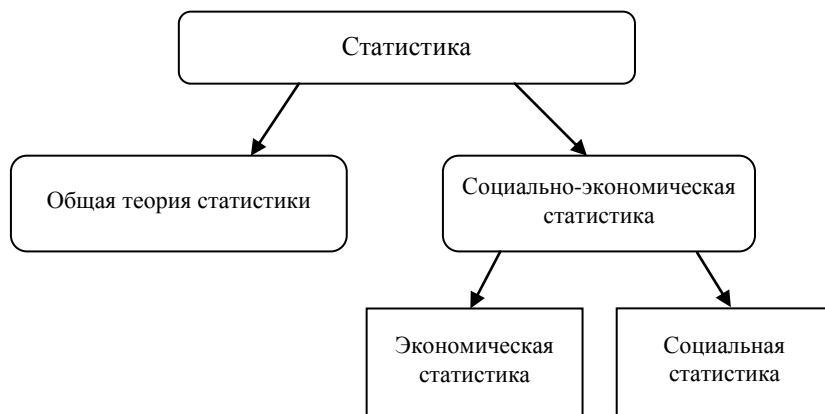 Статистика
Общая теория статистики
Социально-экономическая
статистика
Экономическая
статистика
Социальная
статистика